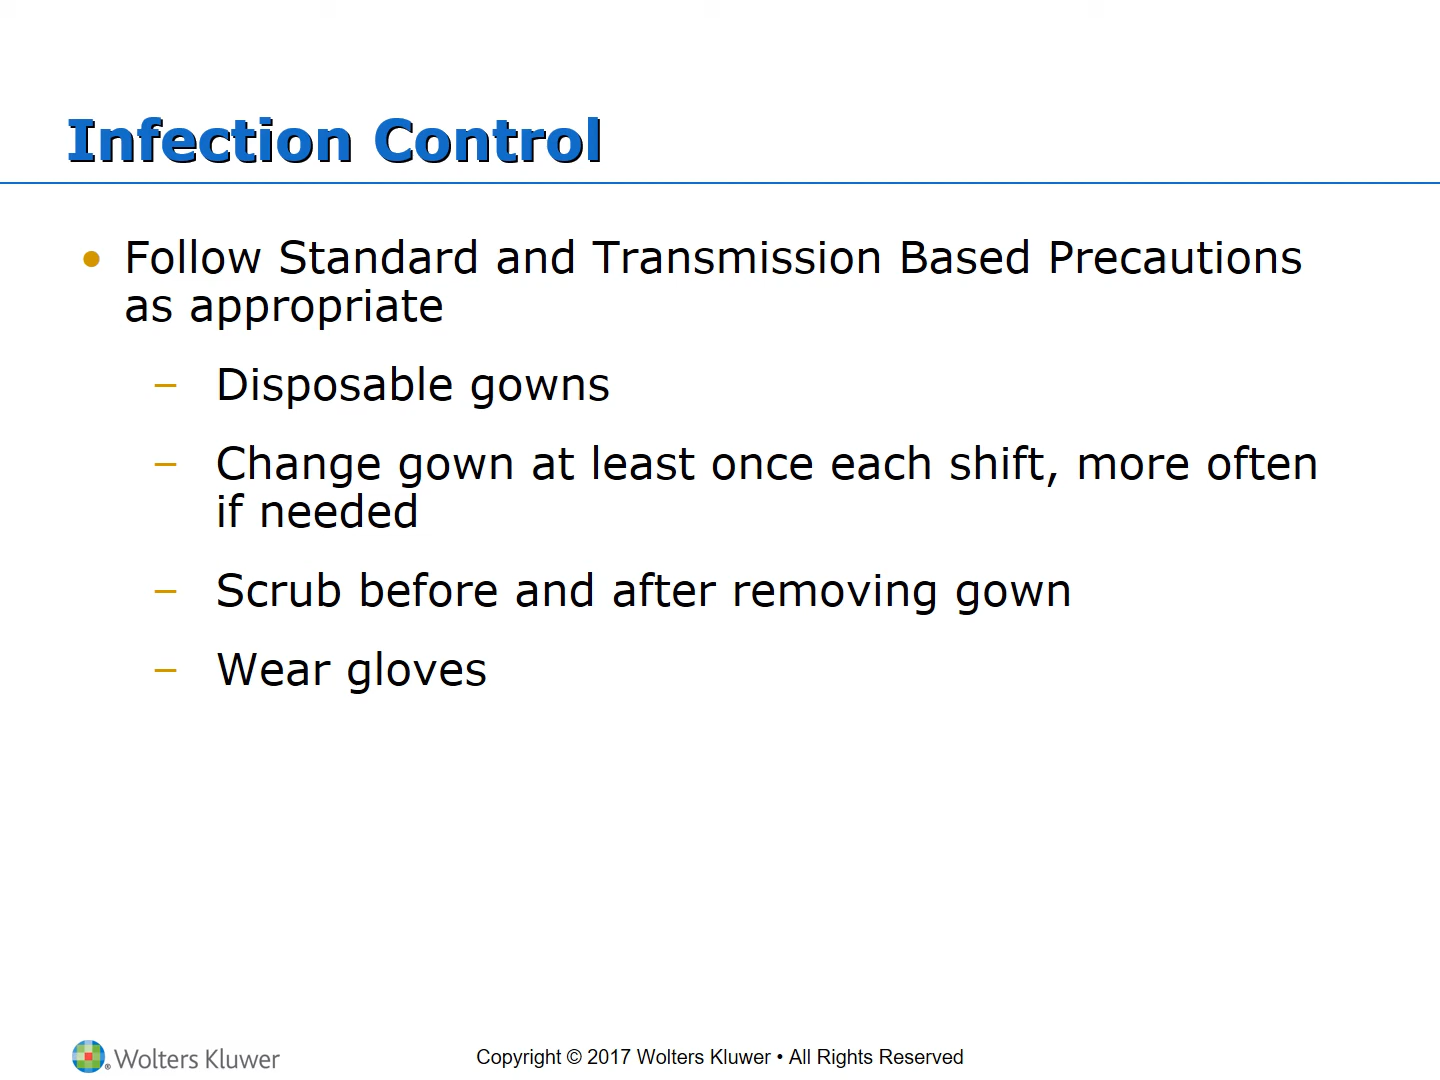 Infection Control
• Follow Standard and Transmission Based Precautions
as appropriate
– Disposable gowns
– Change gown at least once each shift, more often
if needed
– Scrub before and after removing gown
– Wear gloves
Wolters Kluwer
Copyright © 2017 Wolters Kluwer • All Rights Reserved